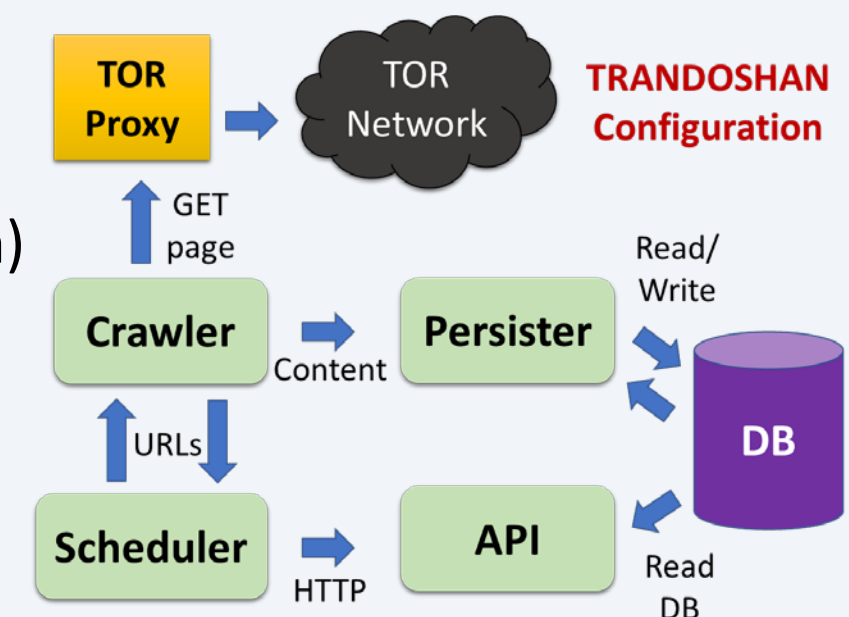 TOR
Proxy
TOR
Network
TRANDOSHAN
Configuration
GET
page
)
Read/
Write
Crawler
Content
Persister
DB
URLs
Scheduler
HTTP
API
Read
DB